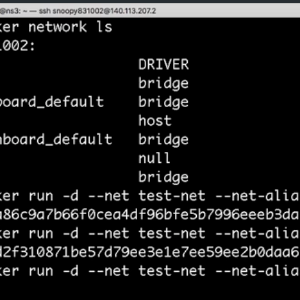 @ns3: ~ — ssh snoopy831002@140.113.207.2
ker network ls
1002:
DRIVER
bridge
board_default bridge
host
nboard_default bridge
null
bridge
ker run -d --net test-net --net-alia
a86c9a7b66f0cea4df96bfe5b7996eeeb3da
ker run -d --net test-net --net-alia
d2f310871be57d79ee3e1e7ee59ee2b0daa6
ker run -d --net test-net --net-alia